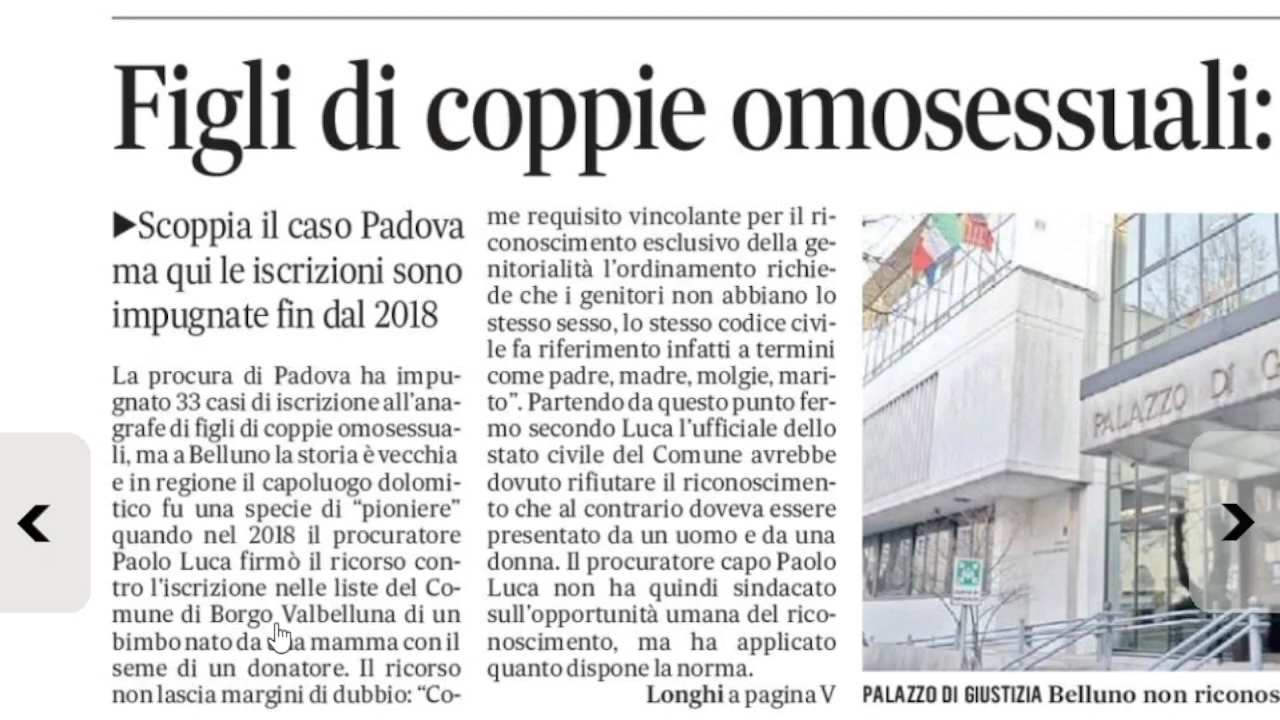 Figli di coppie omosessuali:
▶Scoppia il caso Padova
ma qui le iscrizioni sono
impugnate fin dal 2018
La procura di Padova ha impu-
gnato 33 casi di iscrizione all'ana-
grafe di figli di coppie omosessua-
li, ma a Belluno la storia è vecchia
e in regione il capoluogo dolomi-
tico fu una specie di “pioniere”
quando nel 2018 il procuratore
Paolo Luca firmò il ricorso con-
tro l'iscrizione nelle liste del Co-
mune di Borgo Valbelluna di un
bimbo nato da una mamma con il
seme di un donatore. Il ricorso
non lascia margini di dubbio: “Co-
me requisito vincolante per il ri-
conoscimento esclusivo della ge-
nitorialità l'ordinamento richie-
de che i genitori non abbiano lo
stesso sesso, lo stesso codice civi-
le fa riferimento infatti a termini
come padre, madre, molgie, mari-
to”. Partendo da questo punto fer-
mo secondo Luca l'ufficiale dello
stato civile del Comune avrebbe
dovuto rifiutare il riconoscimen-
to che al contrario doveva essere
presentato da un uomo e da una
donna. Il procuratore capo Paolo
Luca non ha quindi sindacato
sull'opportunità umana del rico-
noscimento, ma ha applicato
quanto dispone la norma.
Longhi a pagina V
PALAZZO DI G
PALAZZO DI GIUSTIZIA Belluno non riconos